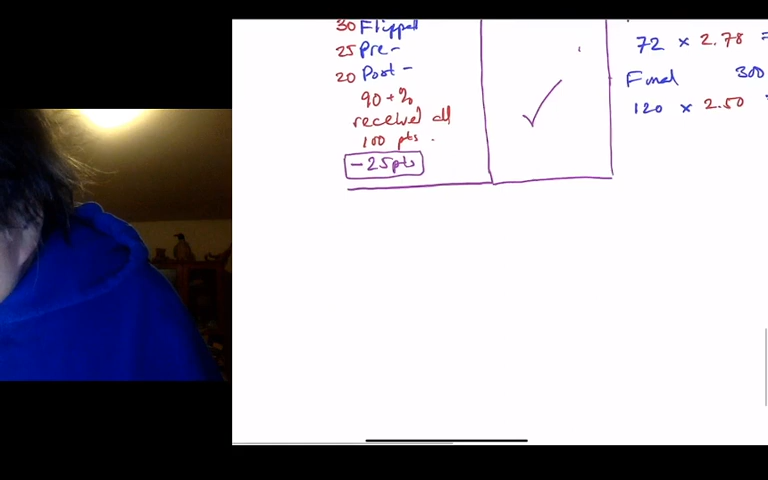 30 Flipped
25 Pre-
20 Post-
90+%
received all
100 pts.
-25pts
72 × 2.78 =
Final 300
120 × 2.50